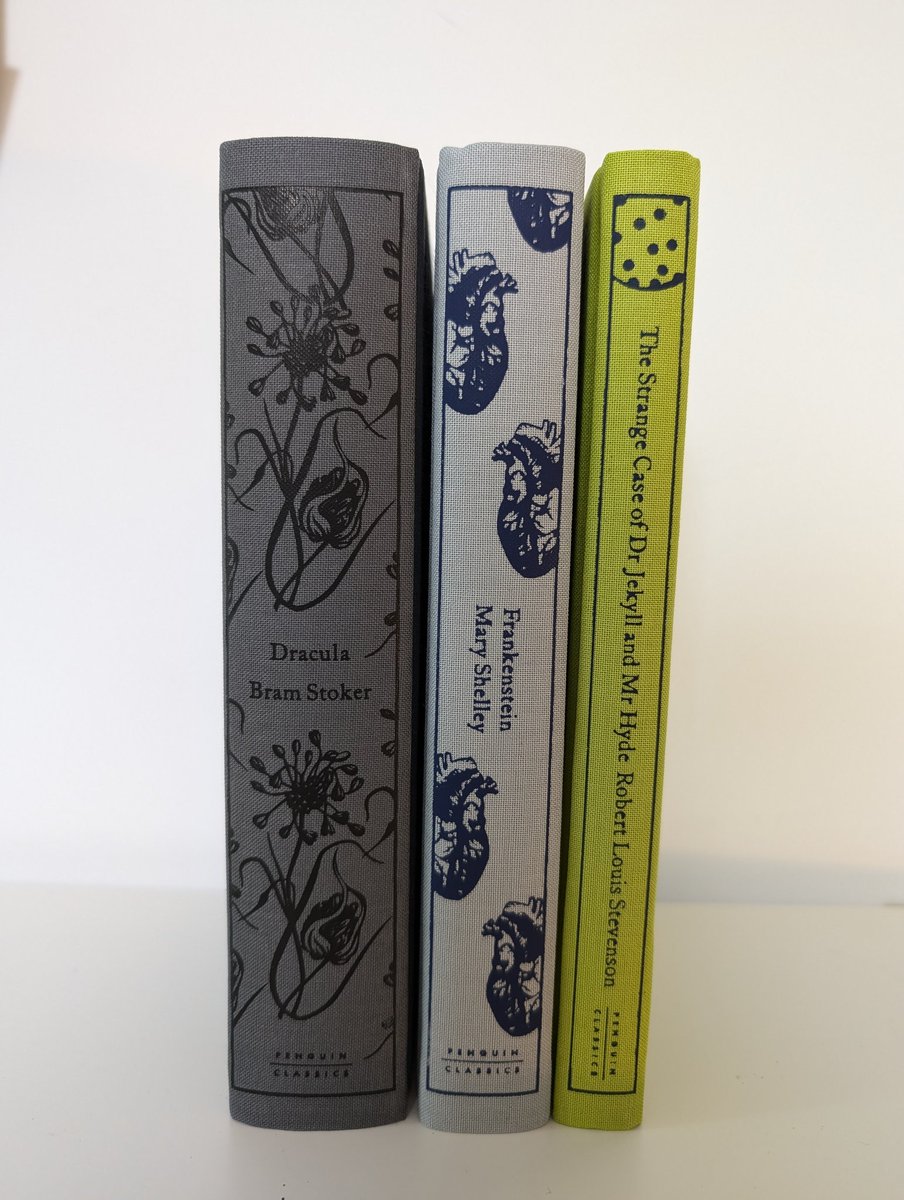 Dracula
Bram Stoker
PENGUIN
CLASSICS
Frankenstein
Mary Shelley
PENGUIN
CLASSICS
The Strange Case of Dr Jekyll and Mr Hyde Robert Louis Stevenson
PENGUIN
CLASSICS